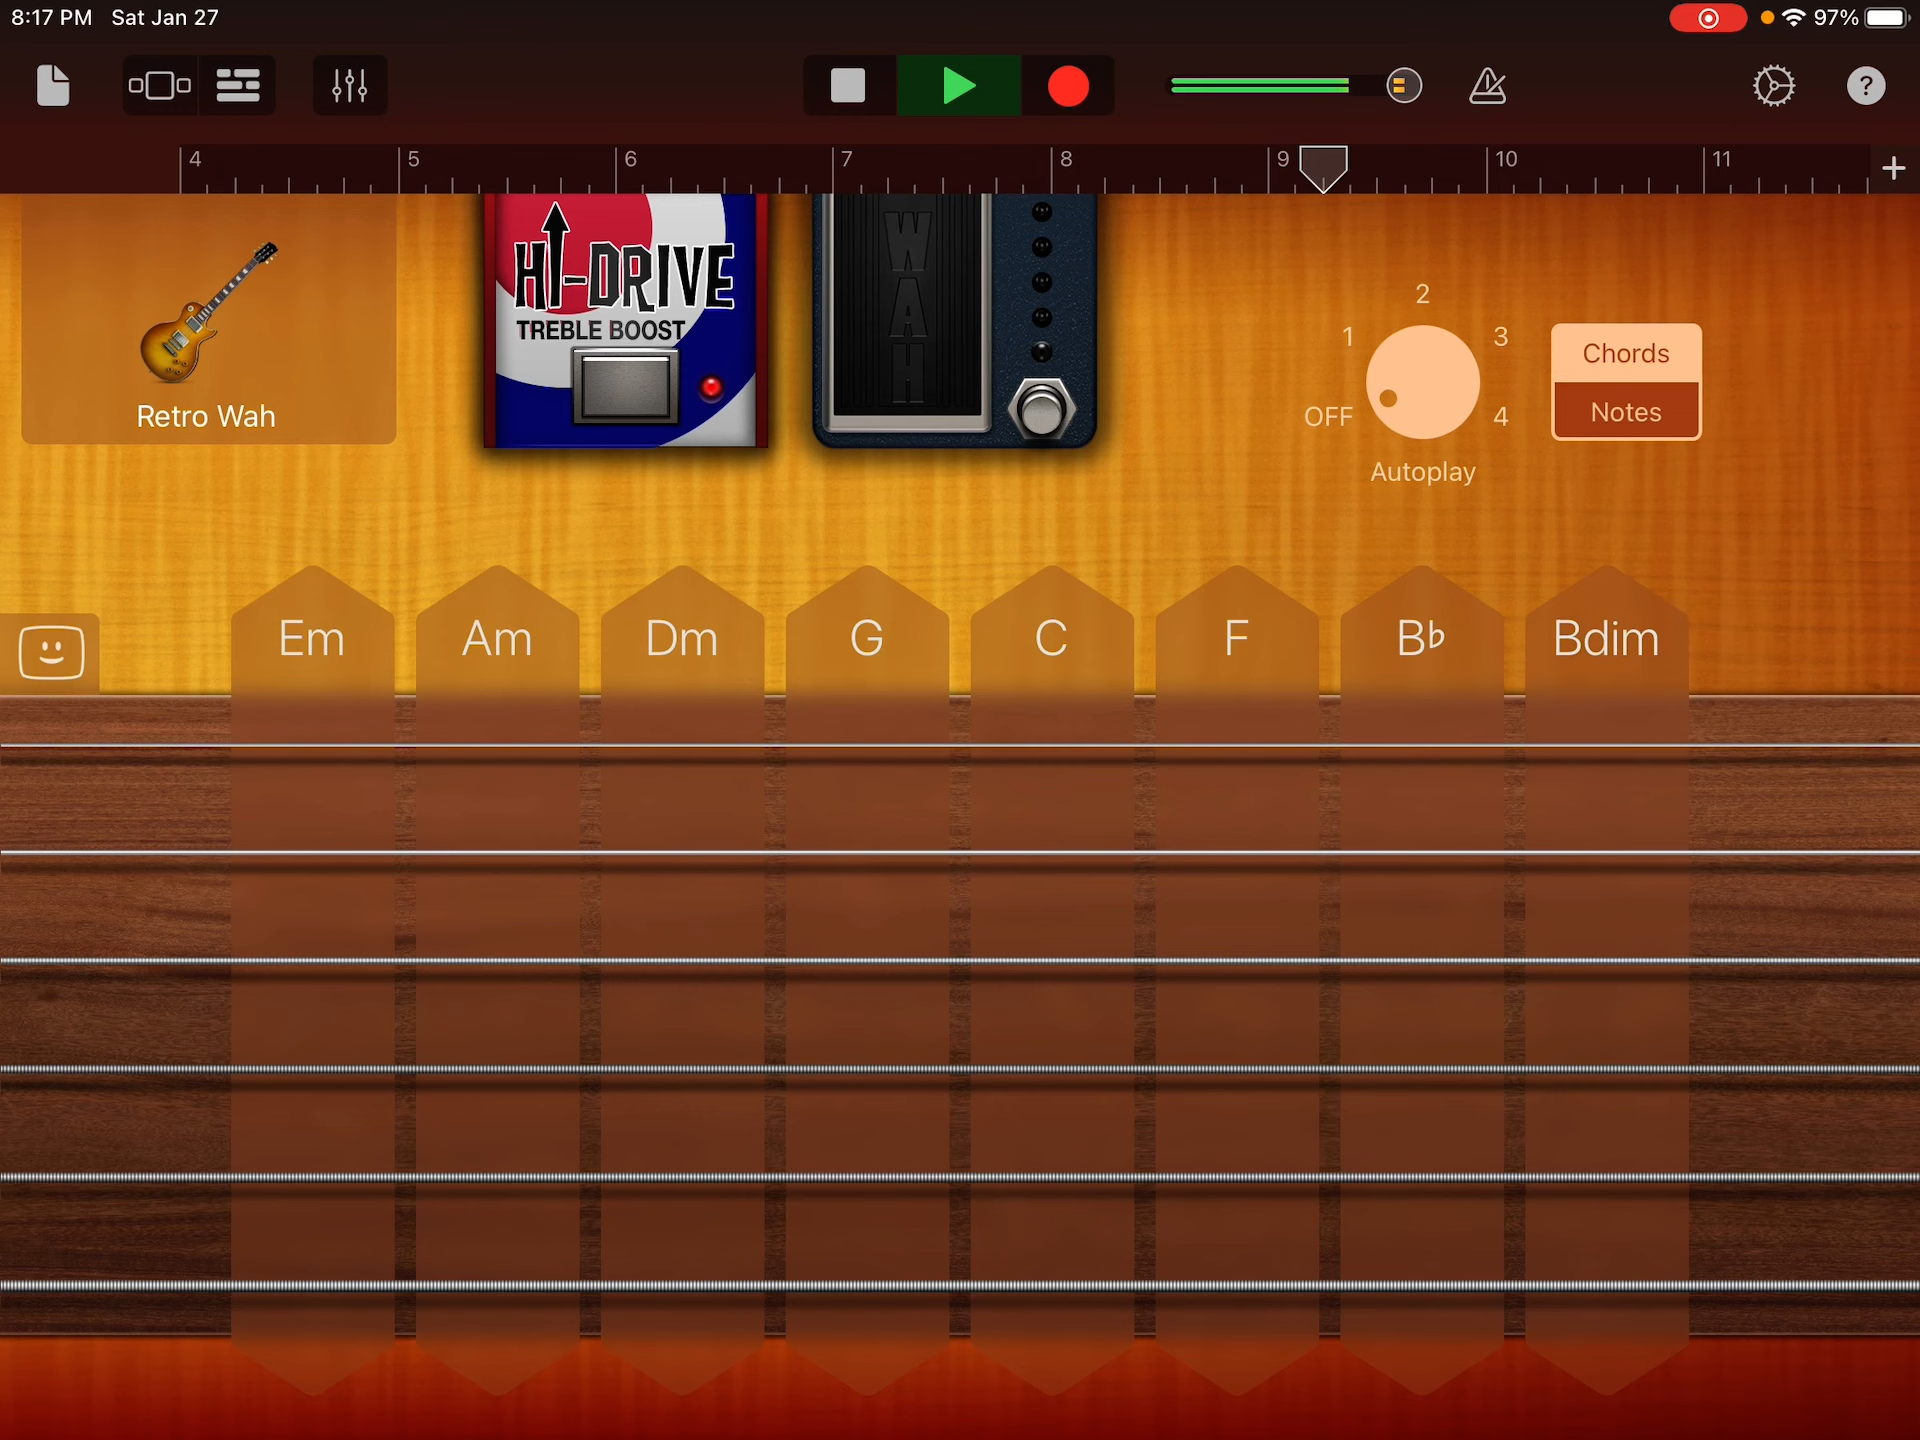 8:17 PM Sat Jan 27
97%
?
4 5 6 7 8 9 10 11
HI-DRIVE
TREBLE BOOST
WAH
Retro Wah
OFF 1 2 3 4
Autoplay
Chords
Notes
Em Am Dm G C F B♭ Bdim